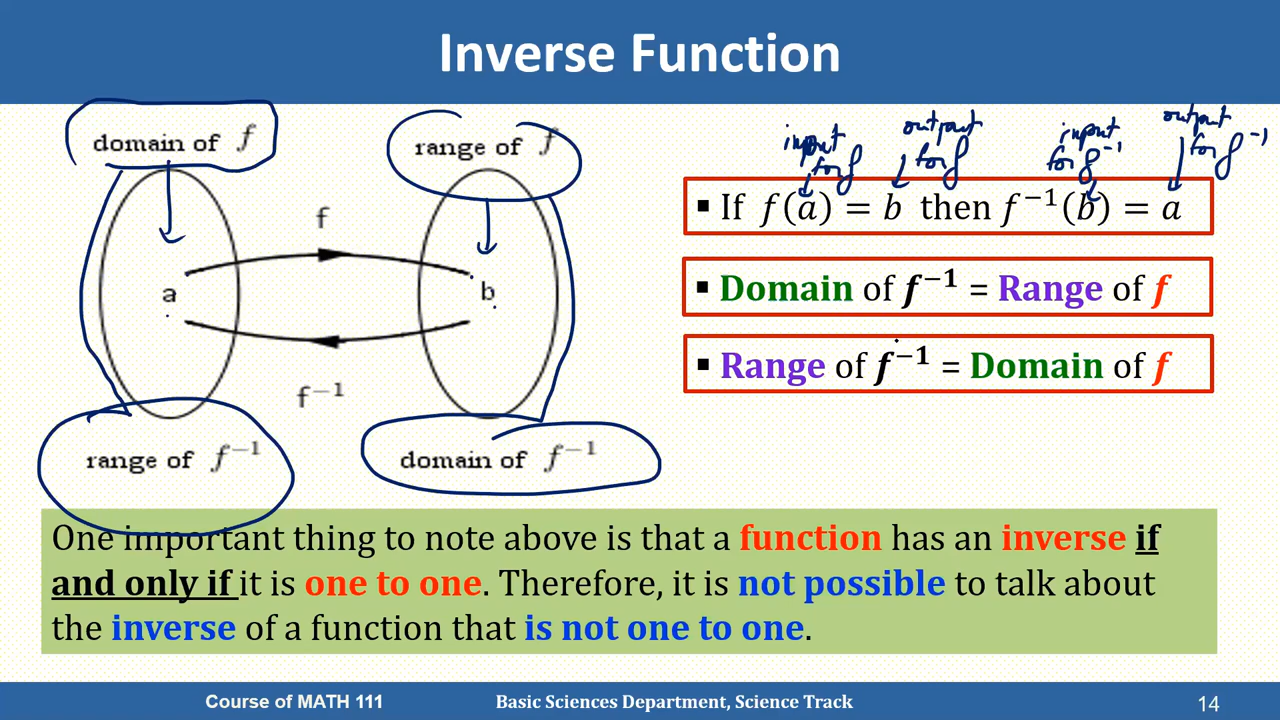 Inverse Function
domain of f
range of f
f
a
b
f⁻¹
range of f⁻¹
domain of f⁻¹
input for f
output for f
input for f⁻¹
output for f⁻¹
▪ If f(a) = b then f⁻¹(b) = a
▪ Domain of f⁻¹ = Range of f
▪ Range of f⁻¹ = Domain of f
One important thing to note above is that a function has an inverse if
and only if it is one to one. Therefore, it is not possible to talk about
the inverse of a function that is not one to one.
Course of MATH 111
Basic Sciences Department, Science Track
14